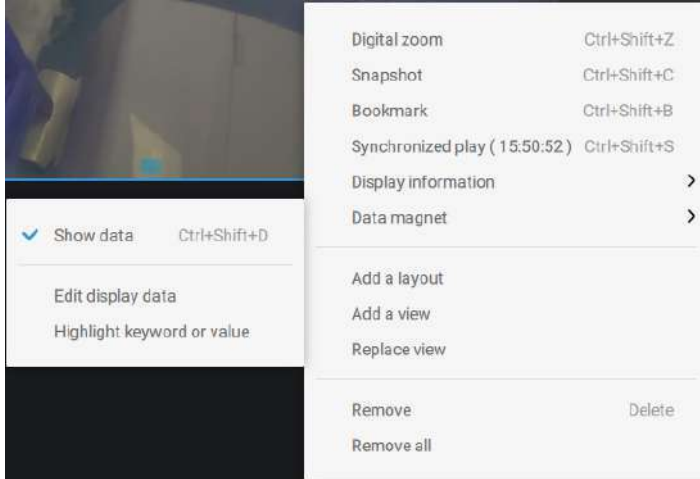 Digital zoom Ctrl+Shift+Z
Snapshot Ctrl+Shift+C
Bookmark Ctrl+Shift+B
Synchronized play ( 15:50:52 ) Ctrl+Shift+S
Display information
Data magnet
Add a layout
Add a view
Replace view
Remove Delete
Remove all
Show data Ctrl+Shift+D
Edit display data
Highlight keyword or value